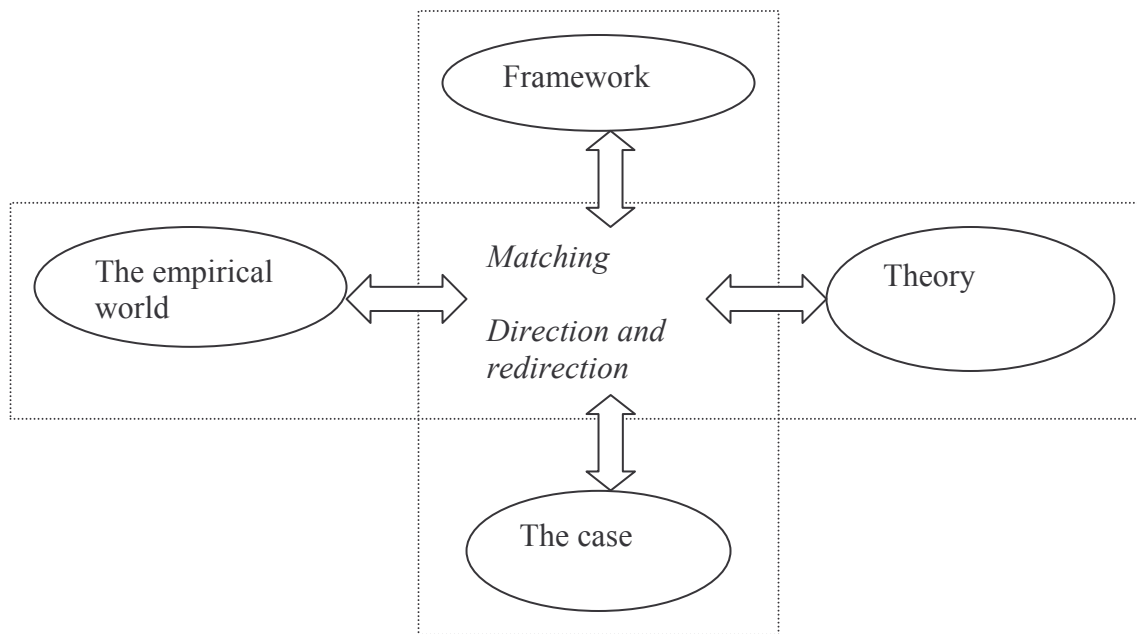 Framework
The empirical
world
Matching
Direction and
redirection
Theory
The case